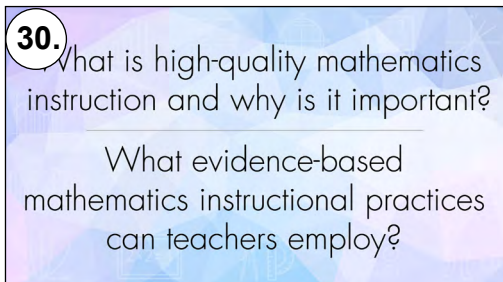 30.
What is high-quality mathematics
instruction and why is it important?
What evidence-based
mathematics instructional practices
can teachers employ?